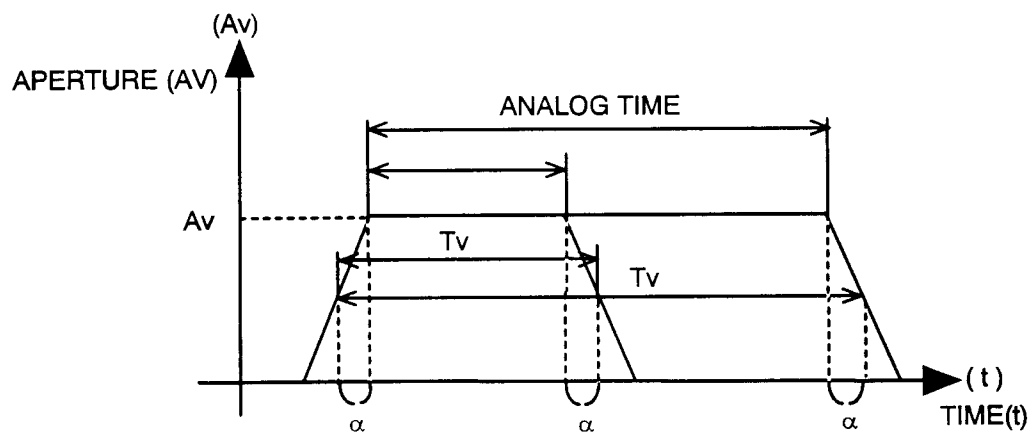 (Av)
APERTURE (AV)
ANALOG TIME
Av
Tv
Tv
(t)
α α α
TIME(t)